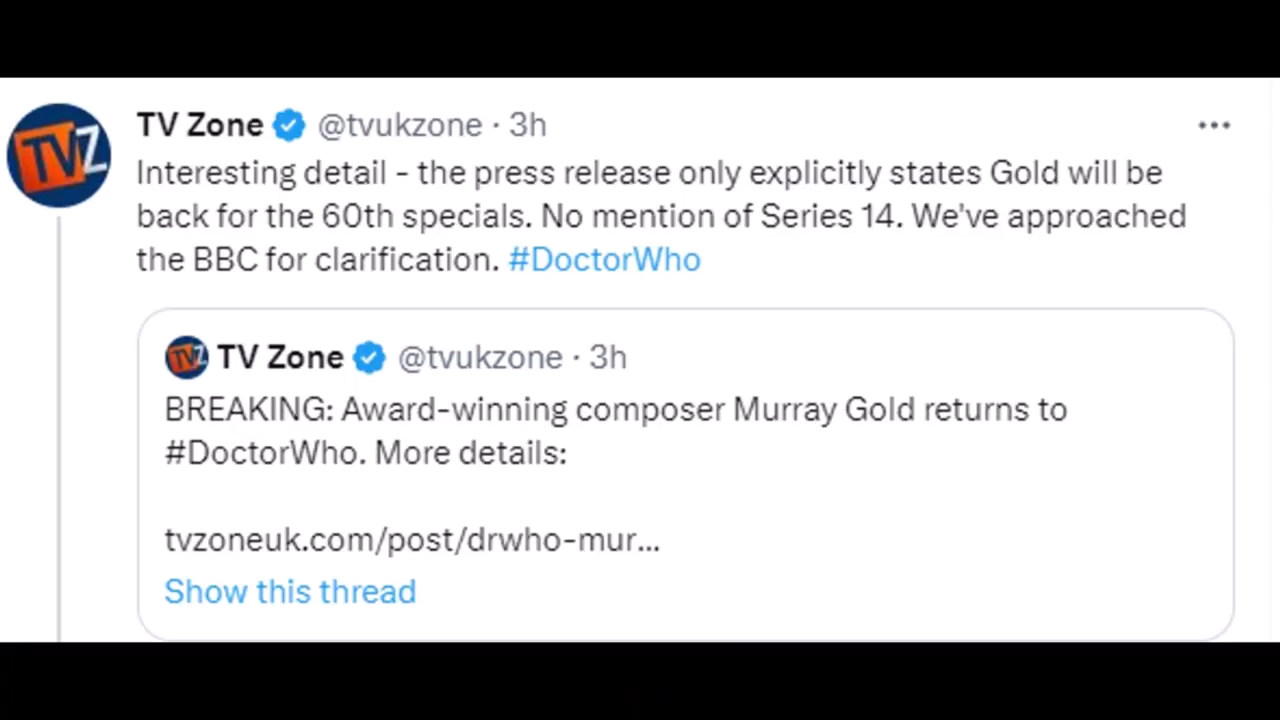 TVZ
TV Zone @tvukzone · 3h
Interesting detail - the press release only explicitly states Gold will be
back for the 60th specials. No mention of Series 14. We've approached
the BBC for clarification. #DoctorWho
TVZ TV Zone @tvukzone · 3h
BREAKING: Award-winning composer Murray Gold returns to
#DoctorWho. More details:
tvzoneuk.com/post/drwho-mur...
Show this thread